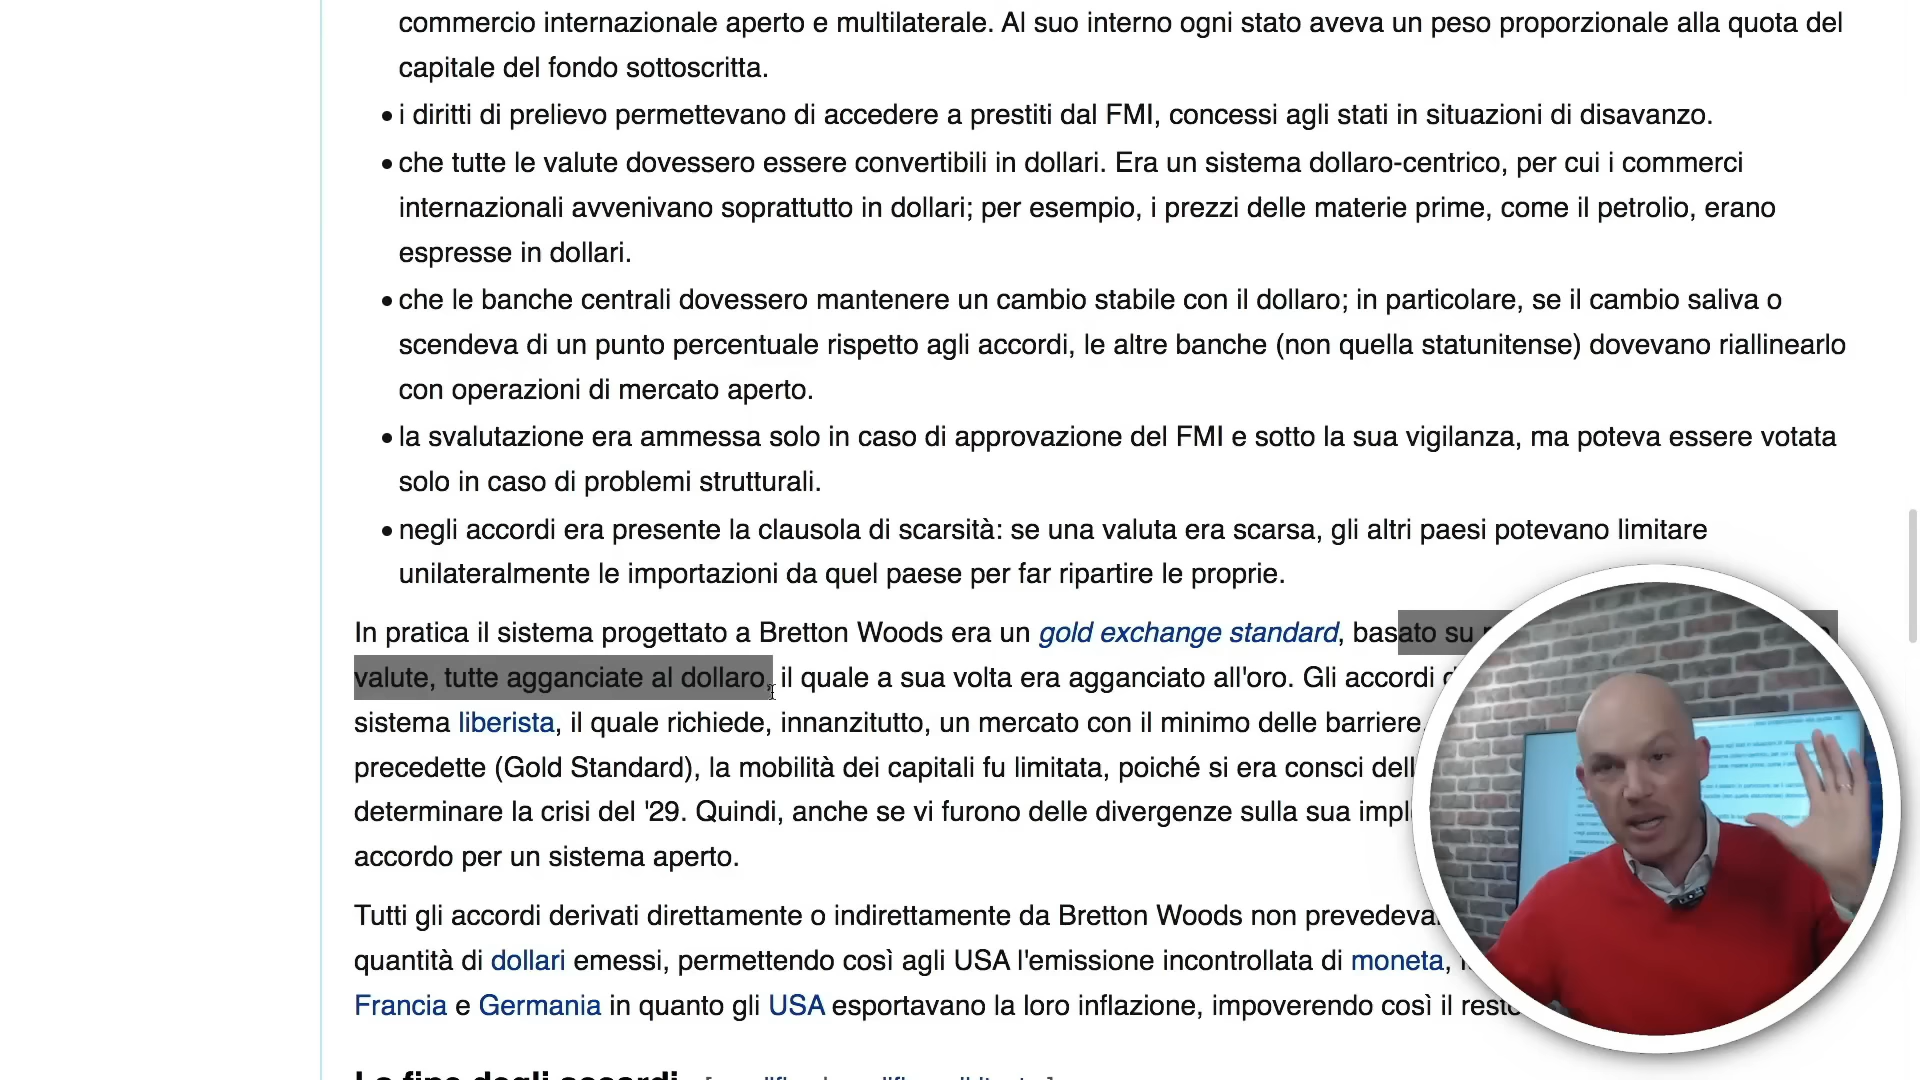 commercio internazionale aperto e multilaterale. Al suo interno ogni stato aveva un peso proporzionale alla quota del
capitale del fondo sottoscritta.
• i diritti di prelievo permettevano di accedere a prestiti dal FMI, concessi agli stati in situazioni di disavanzo.
• che tutte le valute dovessero essere convertibili in dollari. Era un sistema dollaro-centrico, per cui i commerci
internazionali avvenivano soprattutto in dollari; per esempio, i prezzi delle materie prime, come il petrolio, erano
espresse in dollari.
• che le banche centrali dovessero mantenere un cambio stabile con il dollaro; in particolare, se il cambio saliva o
scendeva di un punto percentuale rispetto agli accordi, le altre banche (non quella statunitense) dovevano riallinearlo
con operazioni di mercato aperto.
• la svalutazione era ammessa solo in caso di approvazione del FMI e sotto la sua vigilanza, ma poteva essere votata
solo in caso di problemi strutturali.
• negli accordi era presente la clausola di scarsità: se una valuta era scarsa, gli altri paesi potevano limitare
unilateralmente le importazioni da quel paese per far ripartire le proprie.
In pratica il sistema progettato a Bretton Woods era un gold exchange standard, basato su
valute, tutte agganciate al dollaro, il quale a sua volta era agganciato all'oro. Gli accordi
sistema liberista, il quale richiede, innanzitutto, un mercato con il minimo delle barriere
precedette (Gold Standard), la mobilità dei capitali fu limitata, poiché si era consci
determinare la crisi del '29. Quindi, anche se vi furono delle divergenze sulla sua
accordo per un sistema aperto.
Tutti gli accordi derivati direttamente o indirettamente da Bretton Woods non
quantità di dollari emessi, permettendo così agli USA l'emissione incontrollata di moneta,
Francia e Germania in quanto gli USA esportavano la loro inflazione, impoverendo così il
La fine degli accordi